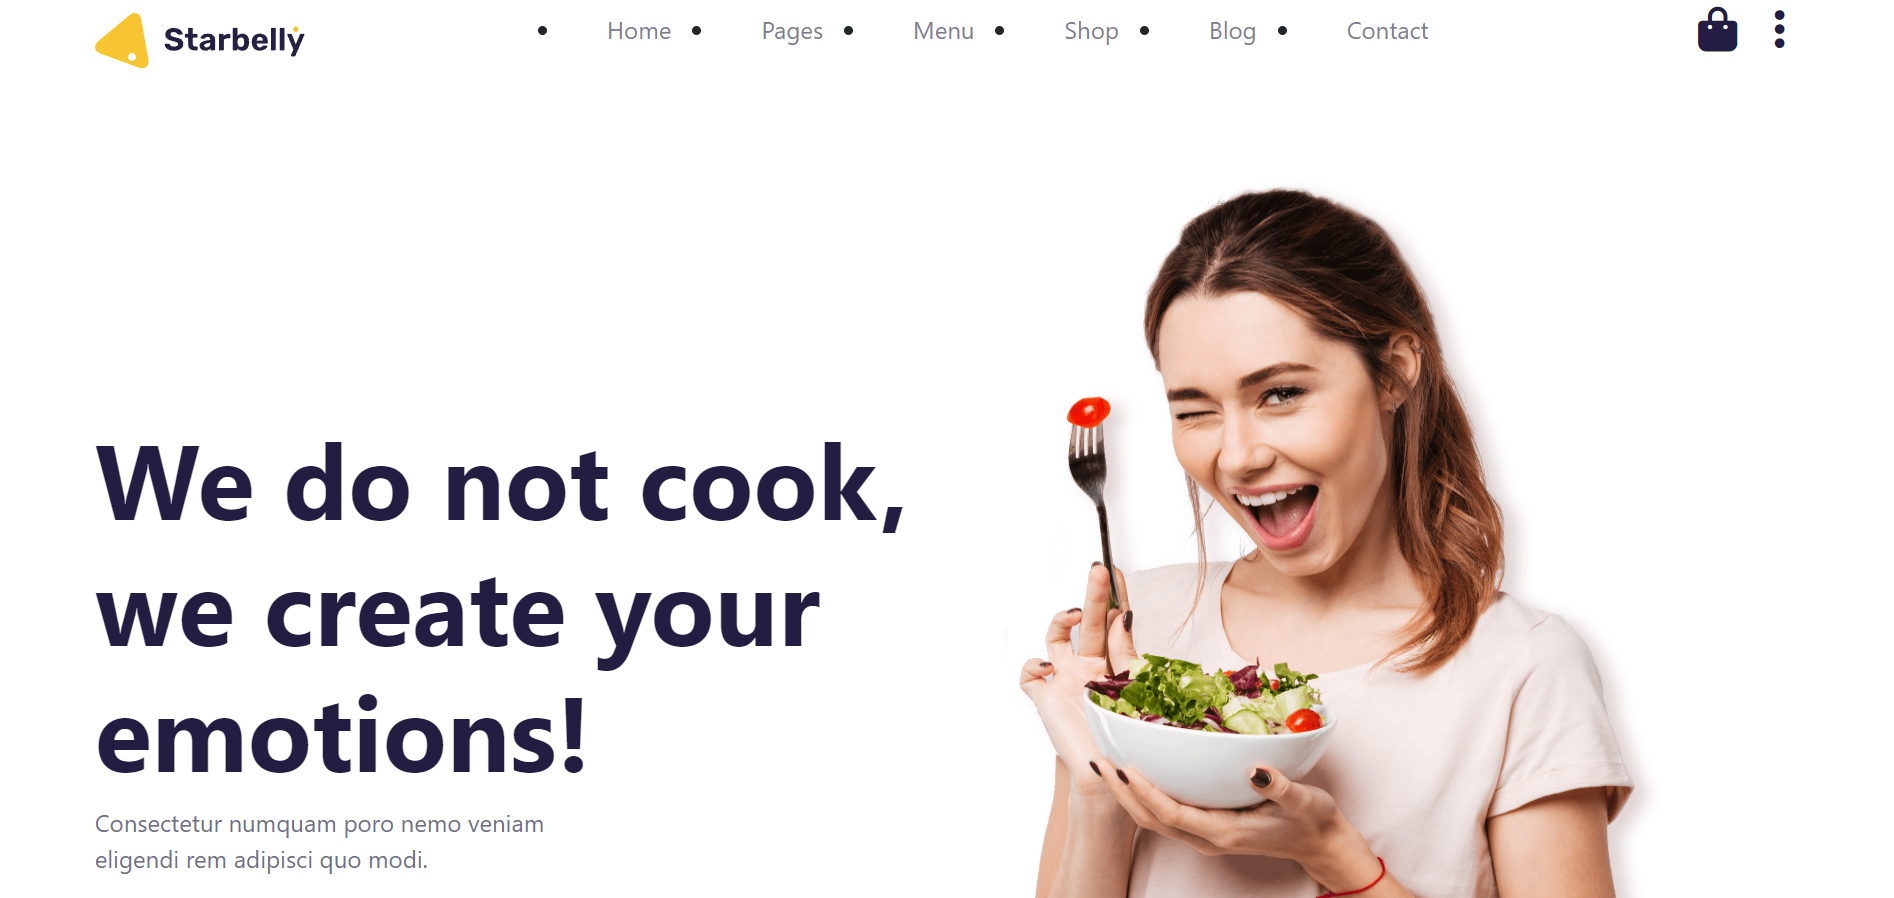 Starbelly
Home Pages Menu Shop Blog Contact
We do not cook,
we create your
emotions!
Consectetur numquam poro nemo veniam
eligendi rem adipisci quo modi.